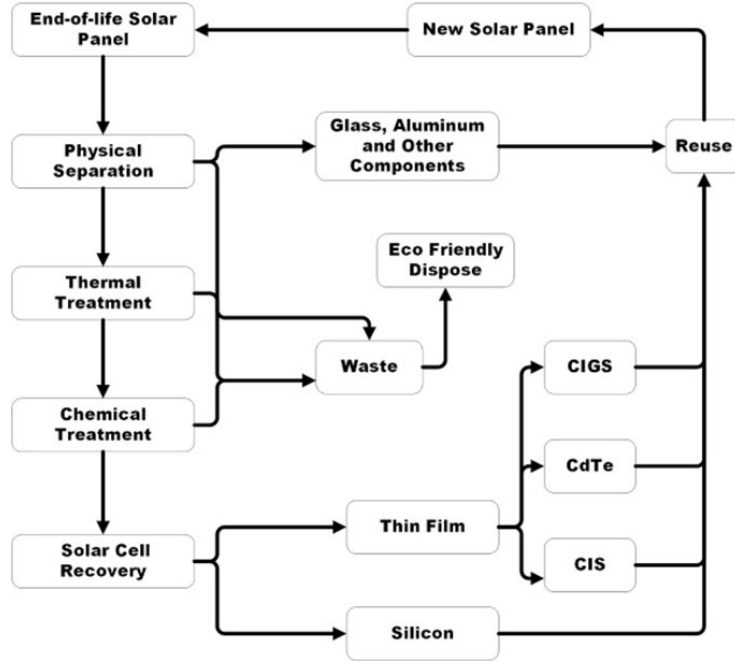 End-of-life Solar
Panel
New Solar Panel
Physical
Separation
Glass, Aluminum
and Other
Components
Reuse
Eco Friendly
Dispose
Thermal
Treatment
Waste
CIGS
Chemical
Treatment
CdTe
Thin Film
Solar Cell
Recovery
CIS
Silicon